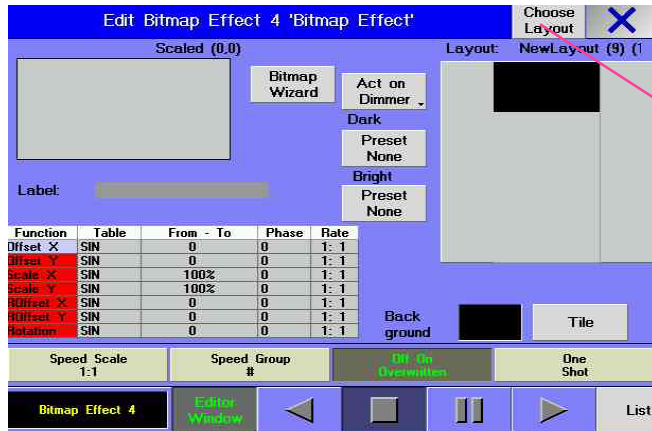 Edit Bitmap Effect 4 'Bitmap Effect'
Choose
Layout
Scaled (0,0)
Layout: NewLayout (9) (1
Bitmap
Wizard
Act on
Dimmer
Dark
Preset
None
Bright
Preset
None
Label:
Function Table From - To Phase Rate
Offset X SIN 0 0 1: 1
Offset Y SIN 0 0 1: 1
Scale X SIN 100% 0 1: 1
Scale Y SIN 100% 0 1: 1
ROffset X SIN 0 0 1: 1
ROffset Y SIN 0 0 1: 1
Rotation SIN 0 0 1: 1
Back
ground
Tile
Speed Scale
1:1
Speed Group
#
Off On
Overwritten
One
Shot
Bitmap Effect 4
Editor
Window
List